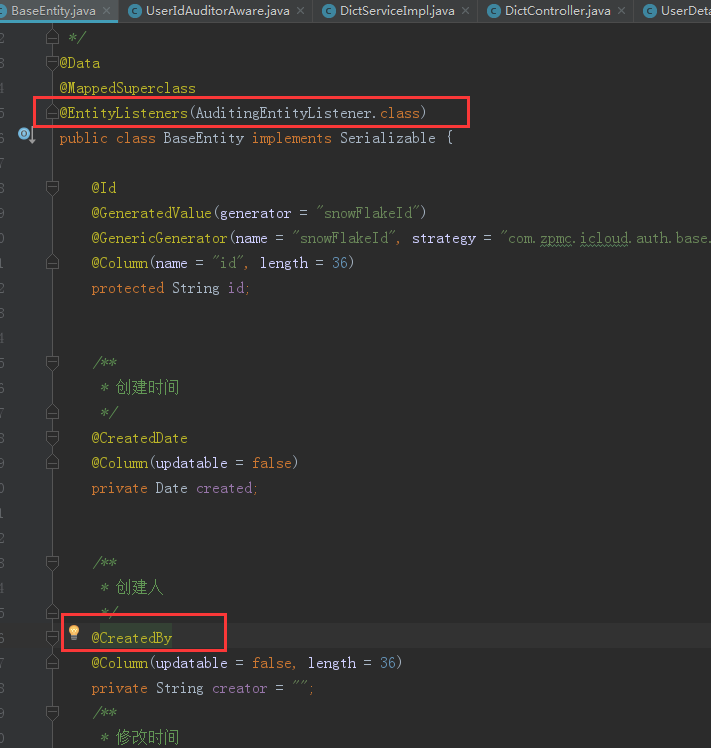 BaseEntity.java × UserIdAuditorAware.java × DictServiceImpl.java × DictController.java × UserDeta
*/
@Data
@MappedSuperclass
@EntityListeners(AuditingEntityListener.class)
public class BaseEntity implements Serializable {
@Id
@GeneratedValue(generator = "snowFlakeId")
@GenericGenerator(name = "snowFlakeId", strategy = "com.zpmc.icloud.auth.base.
@Column(name = "id", length = 36)
protected String id;
/**
* 创建时间
*/
@CreatedDate
@Column(updatable = false)
private Date created;
/**
* 创建人
*/
@CreatedBy
@Column(updatable = false, length = 36)
private String creator = "";
/**
* 修改时间